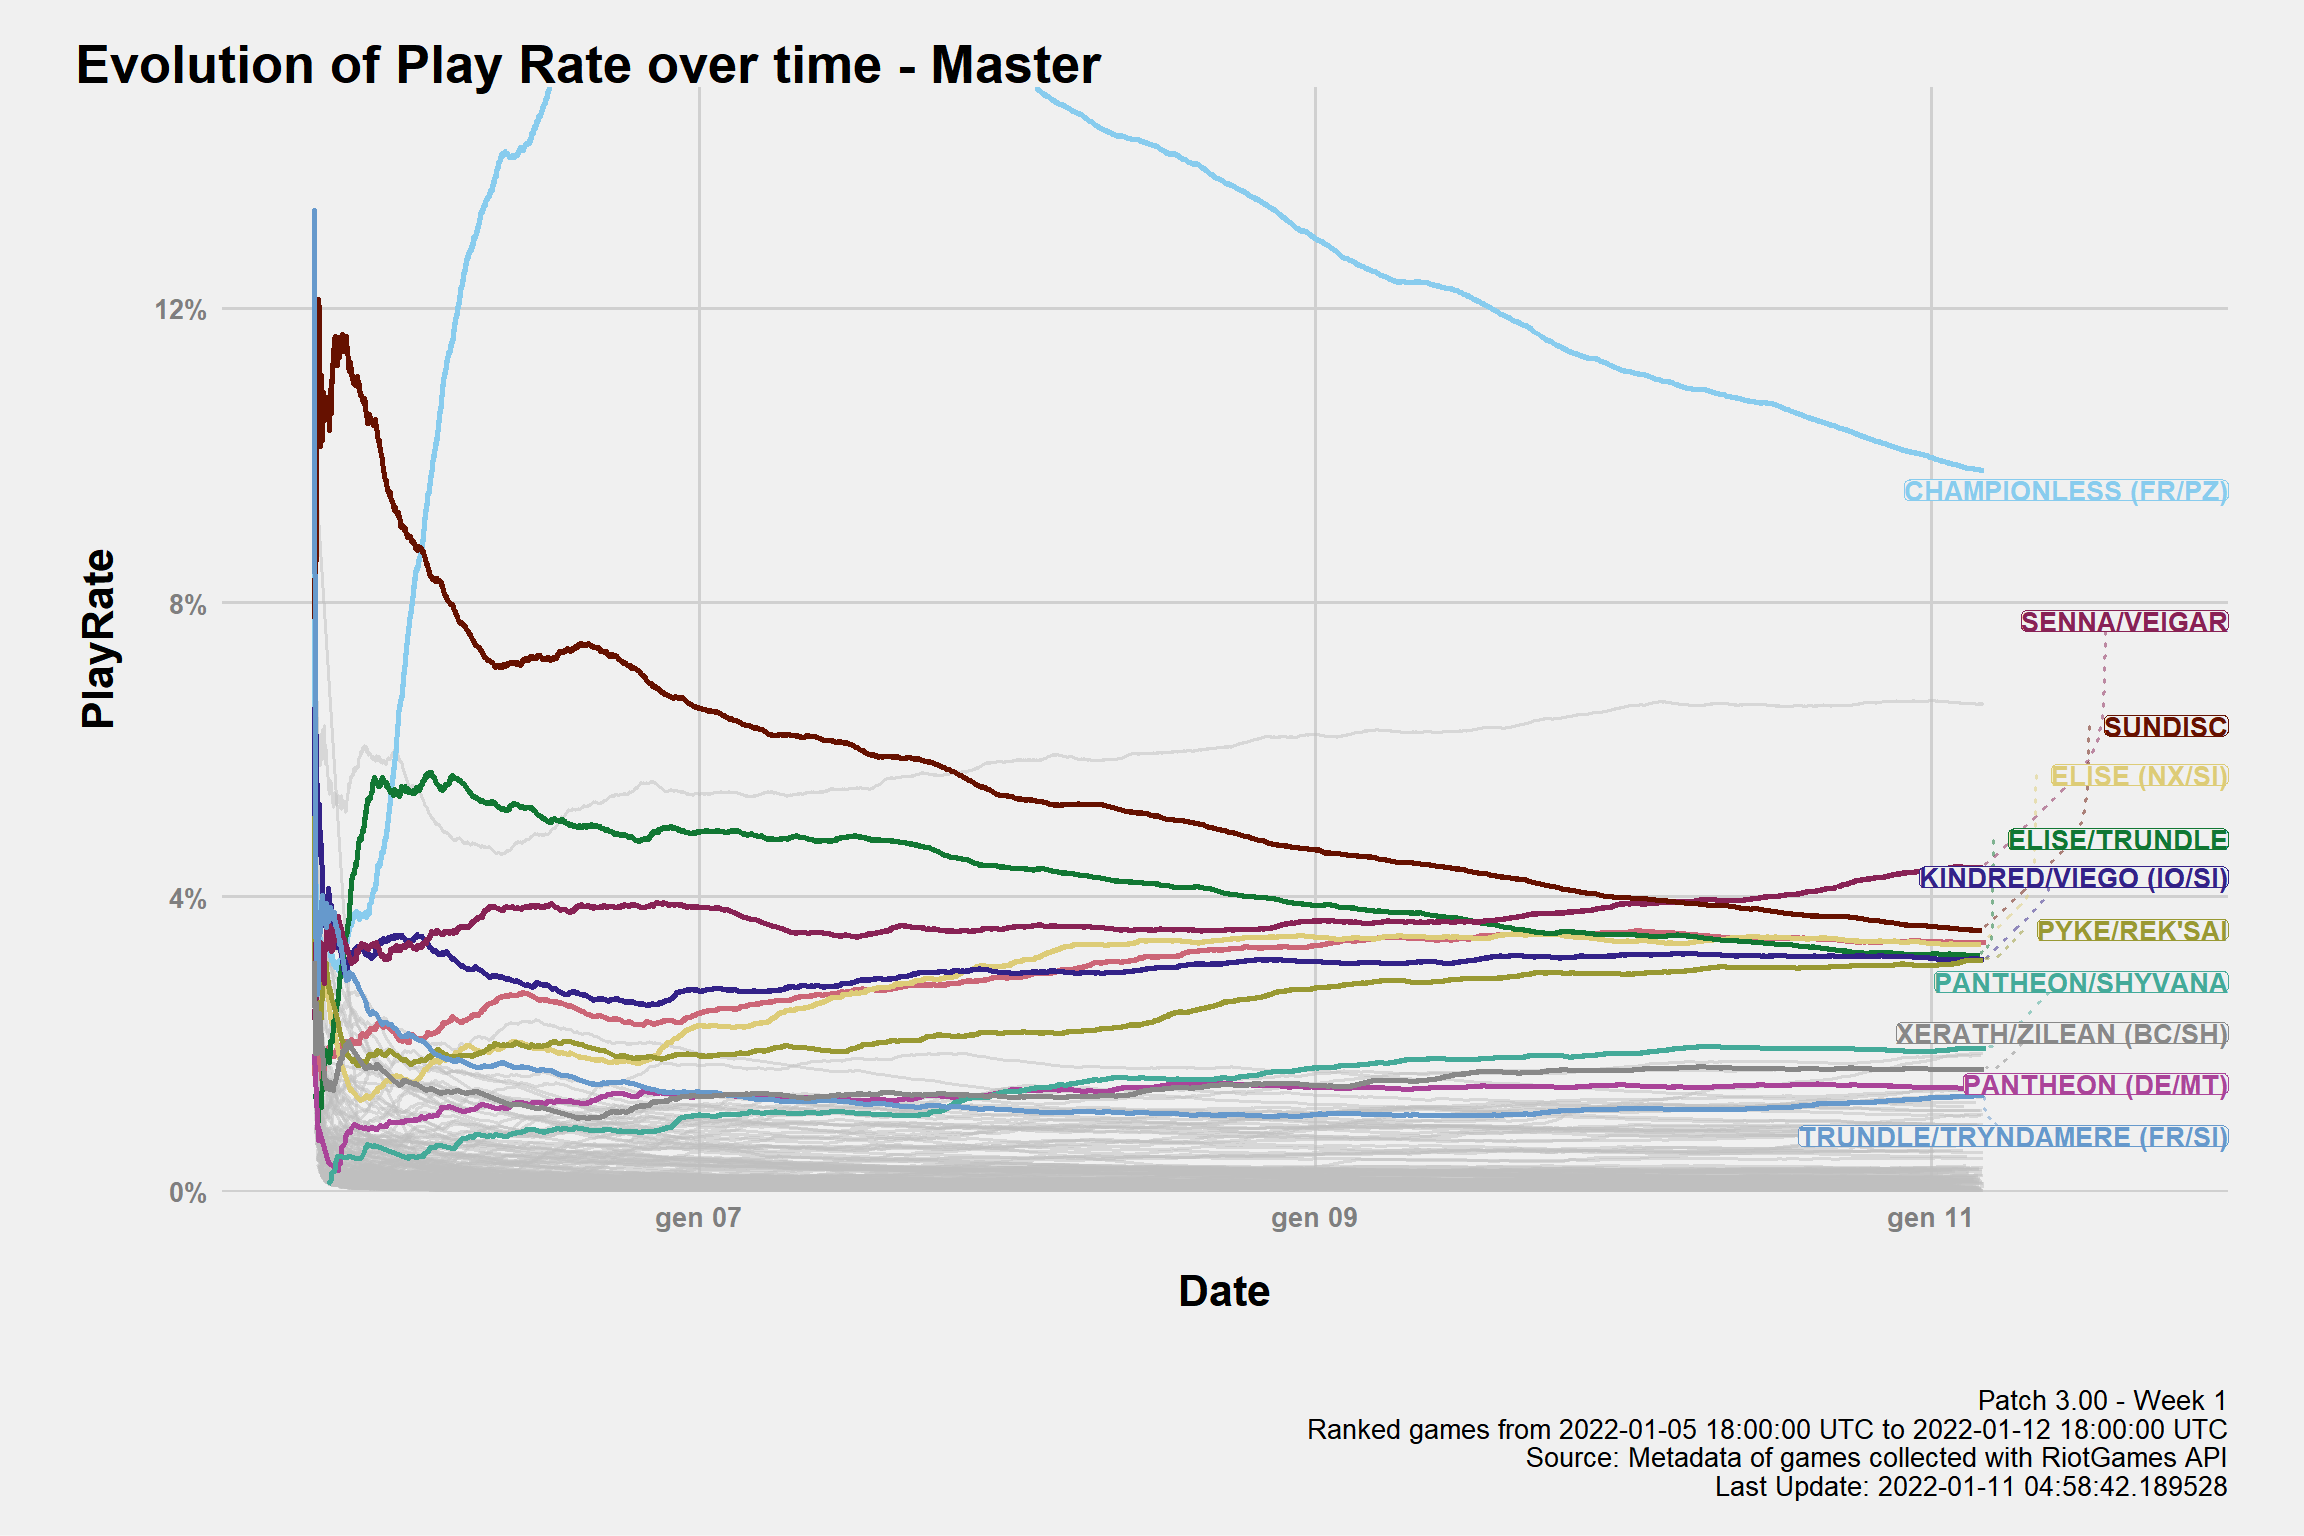 Evolution of Play Rate over time - Master
PlayRate
12%
8%
4%
0%
CHAMPIONLESS (FR/PZ)
SENNA/VEIGAR
SUNDISC
ELISE (NX/SI)
ELISE/TRUNDLE
KINDRED/VIEGO (IO/SI)
PYKE/REK'SAI
PANTHEON/SHYVANA
XERATH/ZILEAN (BC/SH)
PANTHEON (DE/MT)
TRUNDLE/TRYNDAMERE (FR/SI)
gen 07
gen 09
gen 11
Date
Patch 3.00 - Week 1
Ranked games from 2022-01-05 18:00:00 UTC to 2022-01-12 18:00:00 UTC
Source: Metadata of games collected with RiotGames API
Last Update: 2022-01-11 04:58:42.189528